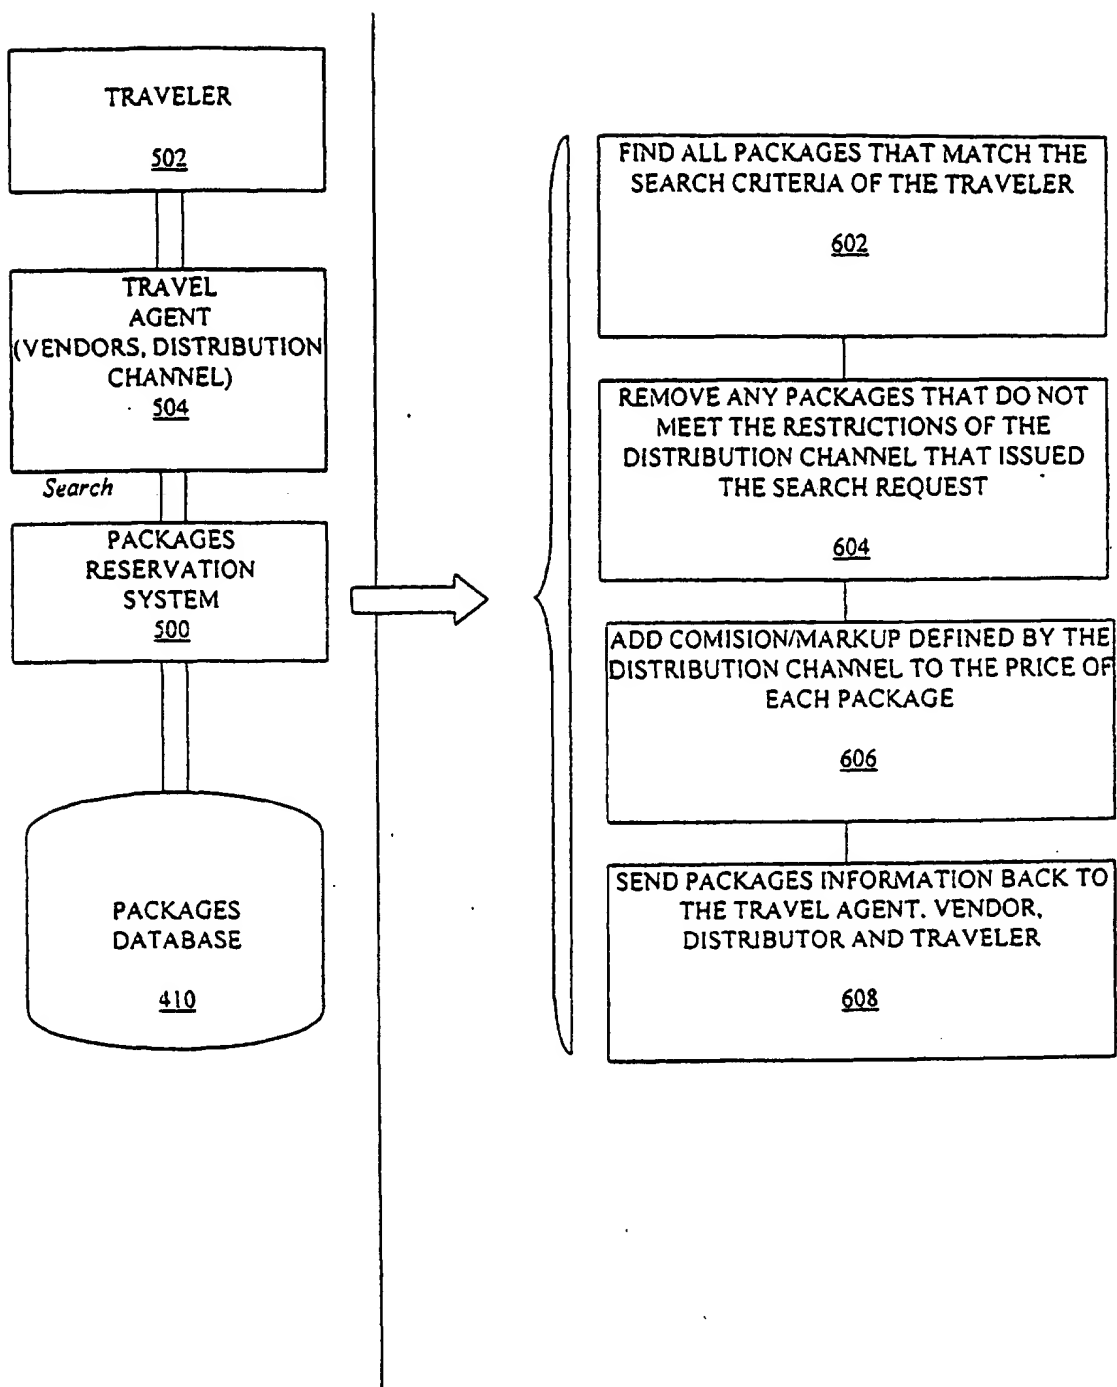 TRAVELER
502
TRAVEL
AGENT
(VENDORS, DISTRIBUTION
CHANNEL)
504
Search
PACKAGES
RESERVATION
SYSTEM
500
PACKAGES
DATABASE
410
FIND ALL PACKAGES THAT MATCH THE
SEARCH CRITERIA OF THE TRAVELER
602
REMOVE ANY PACKAGES THAT DO NOT
MEET THE RESTRICTIONS OF THE
DISTRIBUTION CHANNEL THAT ISSUED
THE SEARCH REQUEST
604
ADD COMISION/MARKUP DEFINED BY THE
DISTRIBUTION CHANNEL TO THE PRICE OF
EACH PACKAGE
606
SEND PACKAGES INFORMATION BACK TO
THE TRAVEL AGENT, VENDOR,
DISTRIBUTOR AND TRAVELER
608